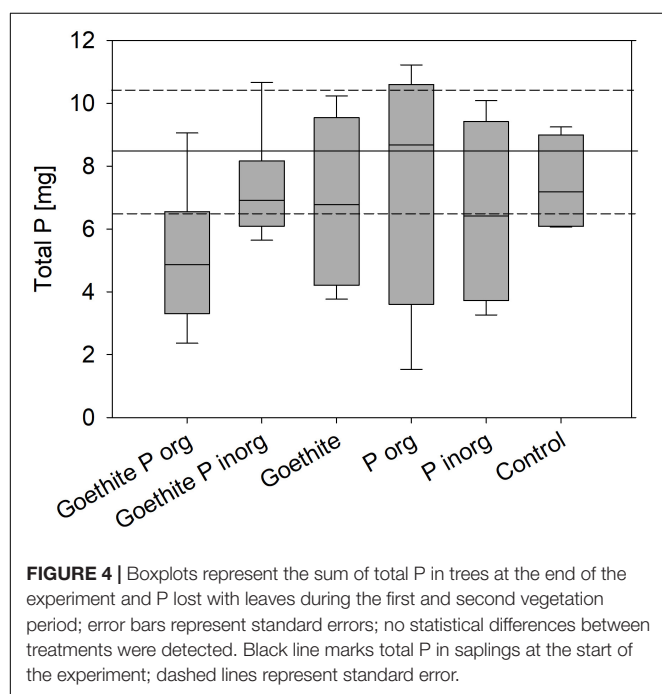 12
10
8
6
4
2
0
Total P [mg]
Goethite P org
Goethite P inorg
Goethite
P org
P inorg
Control
FIGURE 4 | Boxplots represent the sum of total P in trees at the end of the
experiment and P lost with leaves during the first and second vegetation
period; error bars represent standard errors; no statistical differences between
treatments were detected. Black line marks total P in saplings at the start of
the experiment; dashed lines represent standard error.